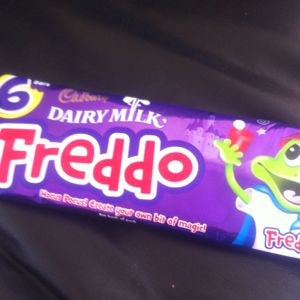 6
Cadbury
DAIRY MILK
Freddo
Hocus Pocus! Create your own bit of magic!
Freddo